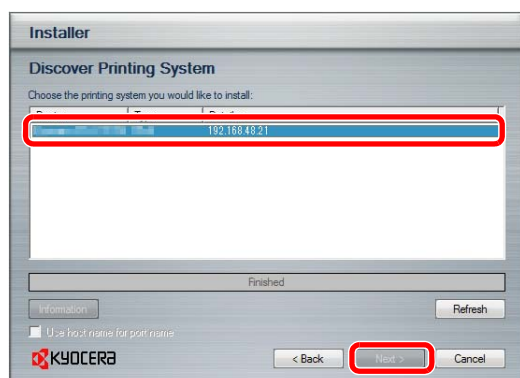 Installer
Discover Printing System
Choose the printing system you would like to install:
192.168.48.21
Finished
Information
Refresh
Use host name for port name
KYOCERA
< Back
Next >
Cancel